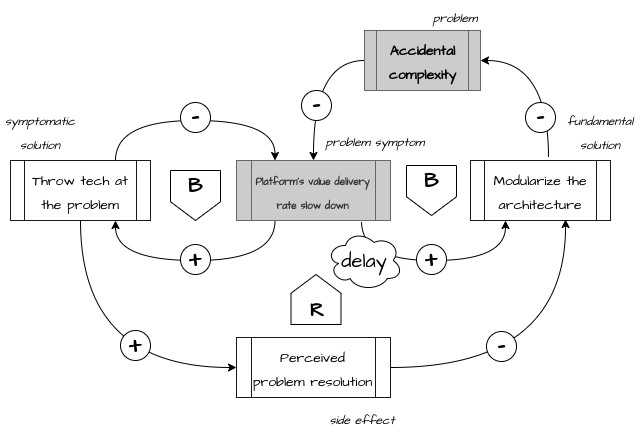 problem
Accidental
complexity
-
-
-
symptomatic
solution
fundamental
solution
problem symptom
Throw tech at
the problem
B
Platform's value delivery
rate slow down
B
Modularize the
architecture
+
delay
+
R
+
-
Perceived
problem resolution
side effect